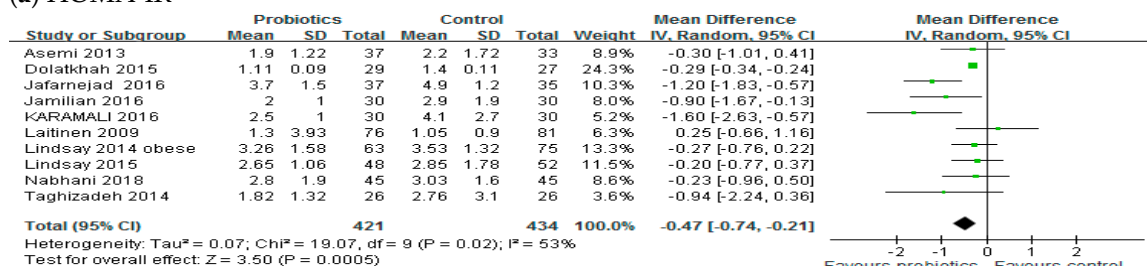 (a) HOMA-IR
Probiotics Control Mean Difference Mean Difference
Study or Subgroup Mean SD Total Mean SD Total Weight IV, Random, 95% CI IV, Random, 95% CI
Asemi 2013 1.9 1.22 37 2.2 1.72 33 8.9% -0.30 [-1.01, 0.41]
Dolatkhah 2015 1.11 0.09 29 1.4 0.11 27 24.3% -0.29 [-0.34, -0.24]
Jafarnejad 2016 3.7 1.5 37 4.9 1.2 35 10.3% -1.20 [-1.83, -0.57]
Jamilian 2016 2 1 30 2.9 1.9 30 8.0% -0.90 [-1.67, -0.13]
KARAMALI 2016 2.5 1 30 4.1 2.7 30 5.2% -1.60 [-2.63, -0.57]
Laitinen 2009 1.3 3.93 76 1.05 0.9 81 6.3% 0.25 [-0.66, 1.16]
Lindsay 2014 obese 3.26 1.58 63 3.53 1.32 75 13.3% -0.27 [-0.76, 0.22]
Lindsay 2015 2.65 1.06 48 2.85 1.78 52 11.5% -0.20 [-0.77, 0.37]
Nabhani 2018 2.8 1.9 45 3.03 1.6 45 8.6% -0.23 [-0.96, 0.50]
Taghizadeh 2014 1.82 1.32 26 2.76 3.1 26 3.6% -0.94 [-2.24, 0.36]
Total (95% CI) 421 434 100.0% -0.47 [-0.74, -0.21]
Heterogeneity: Tau² = 0.07; Chi² = 19.07, df = 9 (P = 0.02); I² = 53%
Test for overall effect: Z = 3.50 (P = 0.0005)
-2 -1 0 1 2
Favours probiotics Favours control